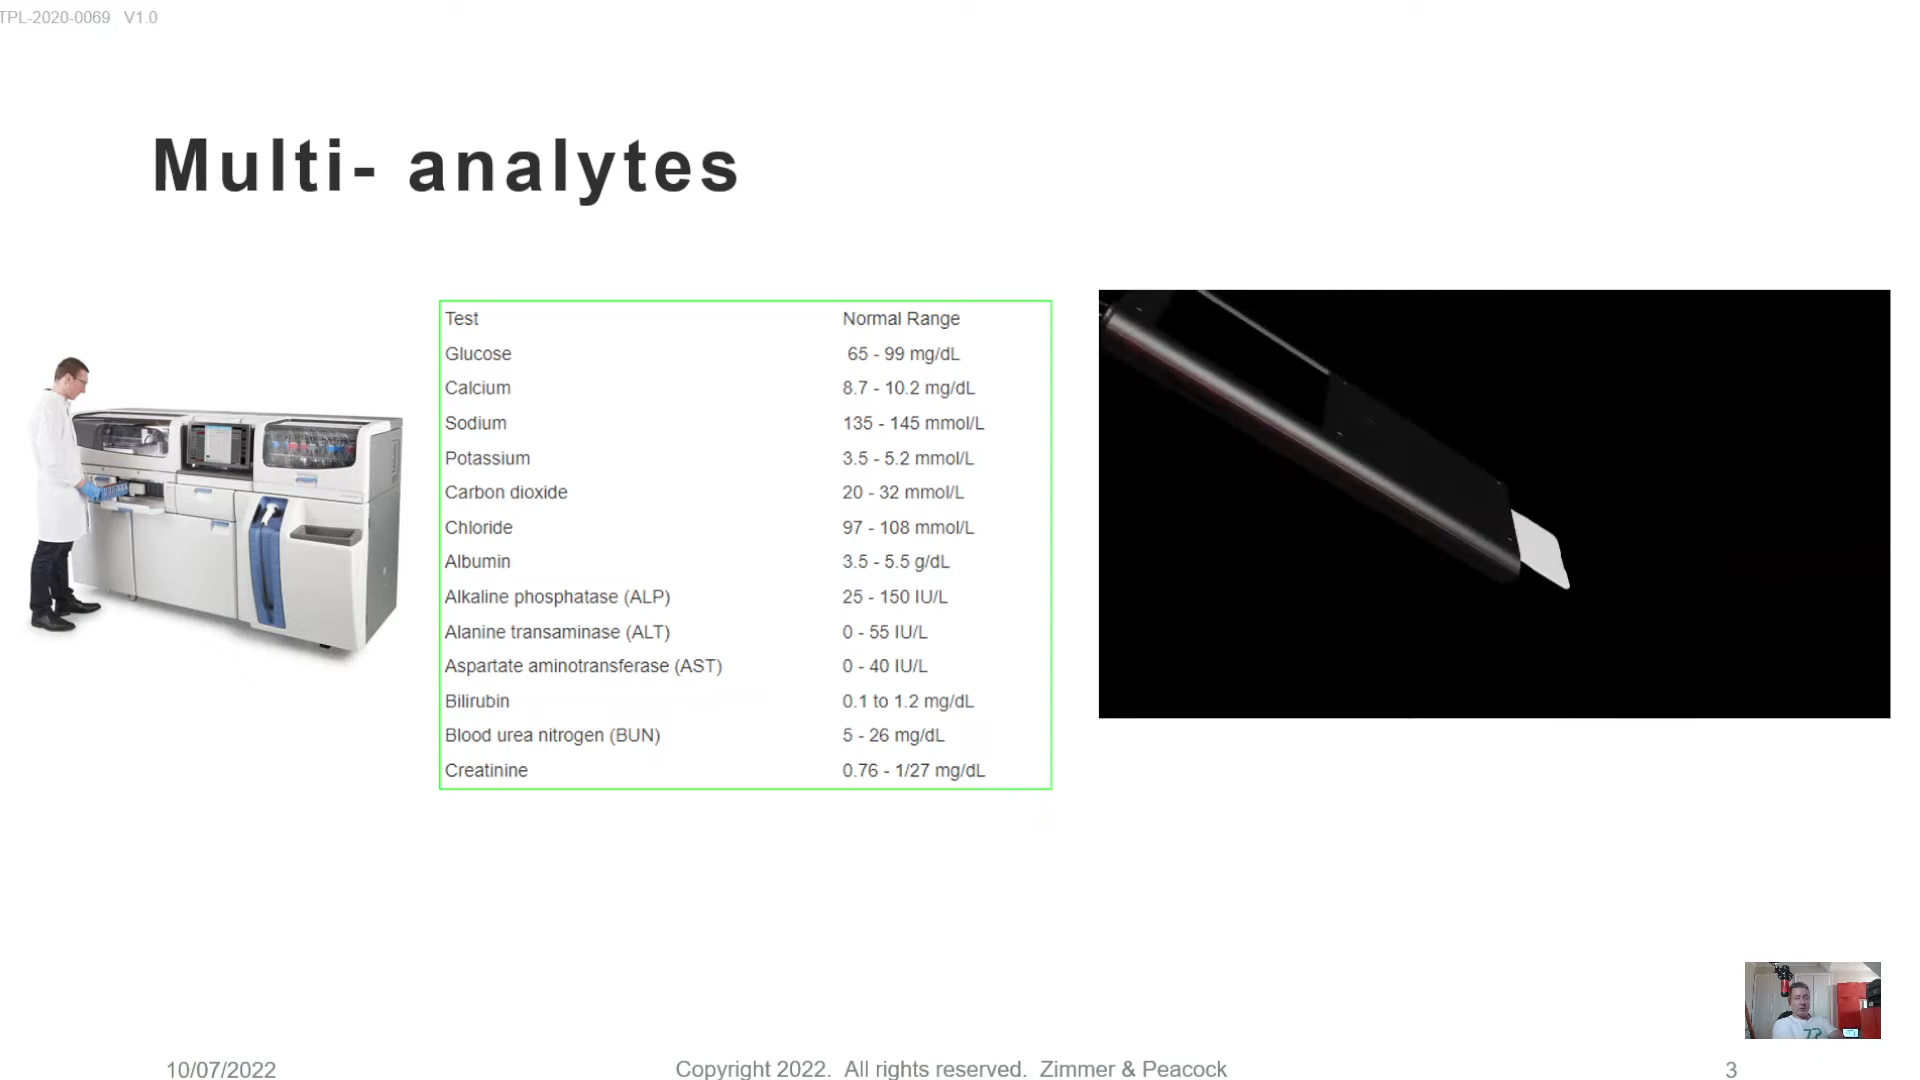 TPL-2020-0069 V1.0
Multi- analytes
Test Normal Range
Glucose 65 - 99 mg/dL
Calcium 8.7 - 10.2 mg/dL
Sodium 135 - 145 mmol/L
Potassium 3.5 - 5.2 mmol/L
Carbon dioxide 20 - 32 mmol/L
Chloride 97 - 108 mmol/L
Albumin 3.5 - 5.5 g/dL
Alkaline phosphatase (ALP) 25 - 150 IU/L
Alanine transaminase (ALT) 0 - 55 IU/L
Aspartate aminotransferase (AST) 0 - 40 IU/L
Bilirubin 0.1 to 1.2 mg/dL
Blood urea nitrogen (BUN) 5 - 26 mg/dL
Creatinine 0.76 - 1/27 mg/dL
10/07/2022 Copyright 2022. All rights reserved. Zimmer & Peacock 3